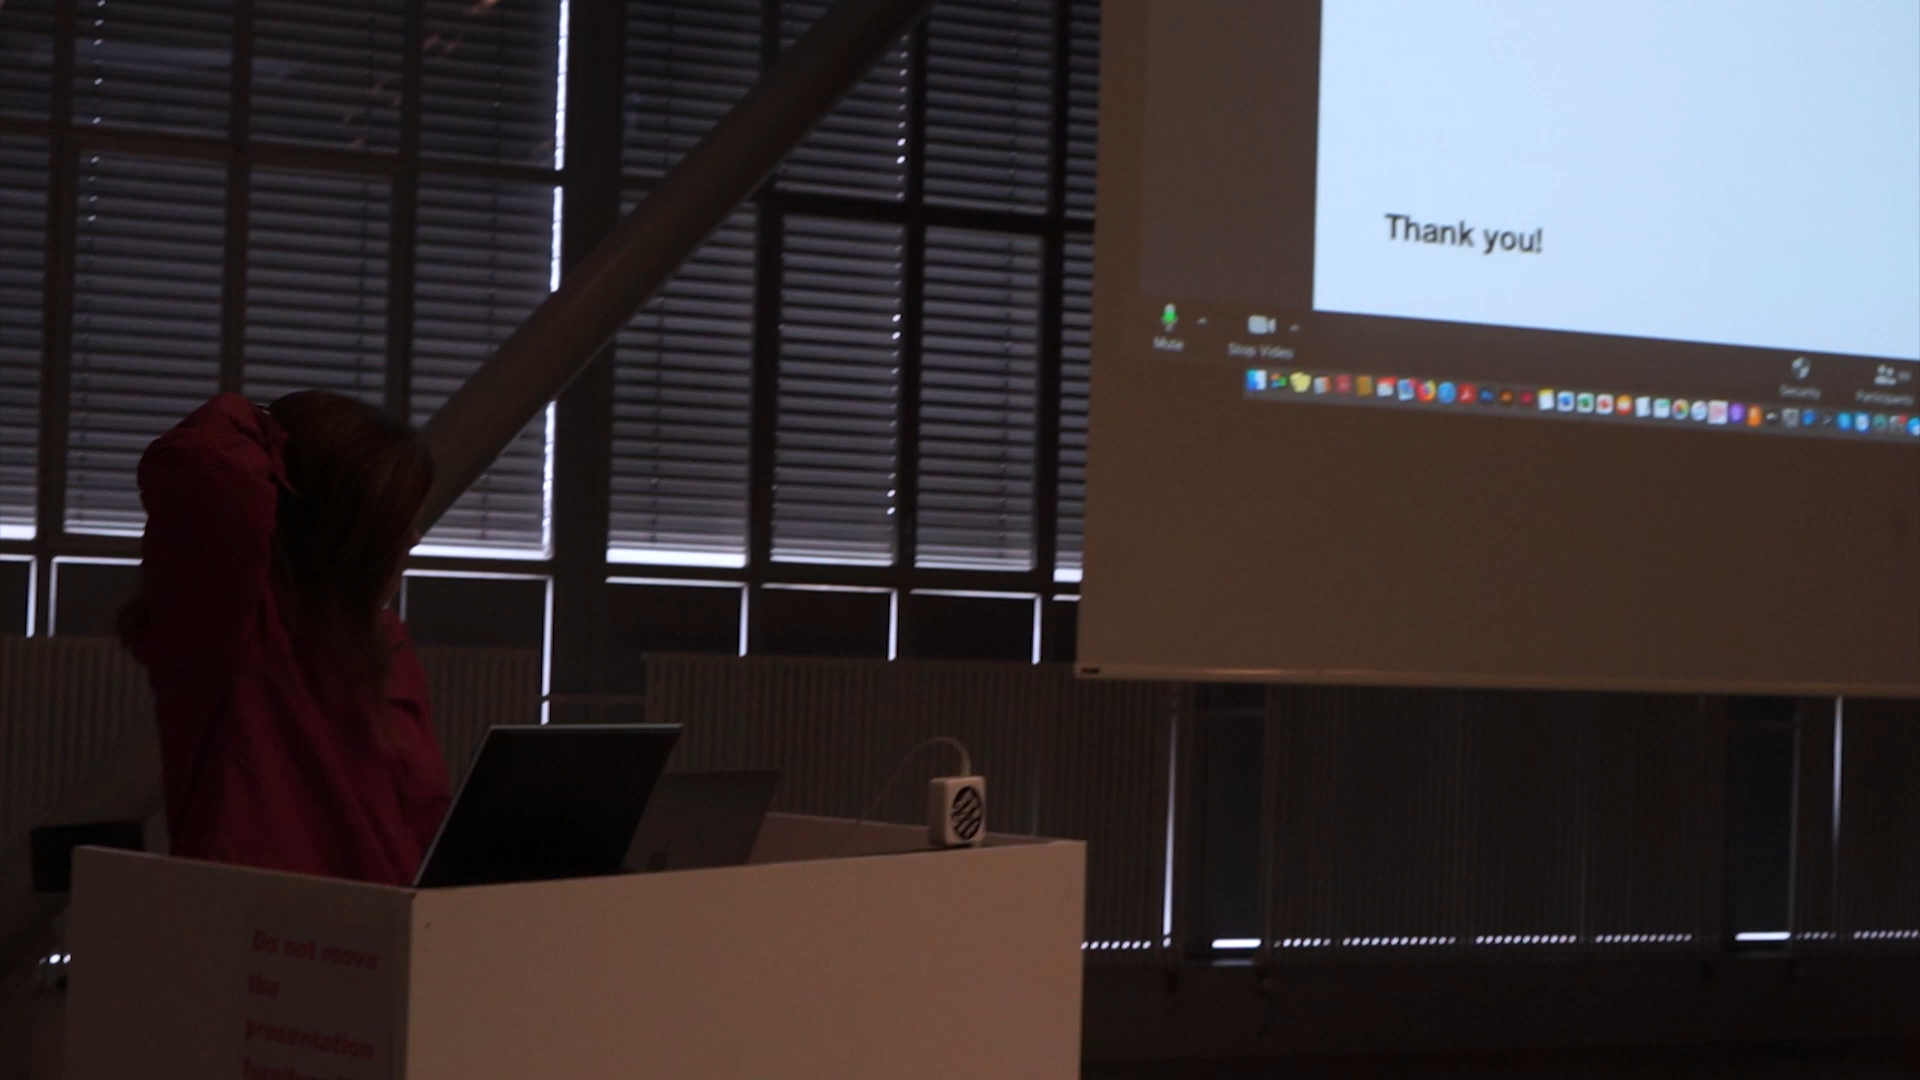 Thank you!
Mute
Stop Video
Security
Participants
Do not move
the
presentation